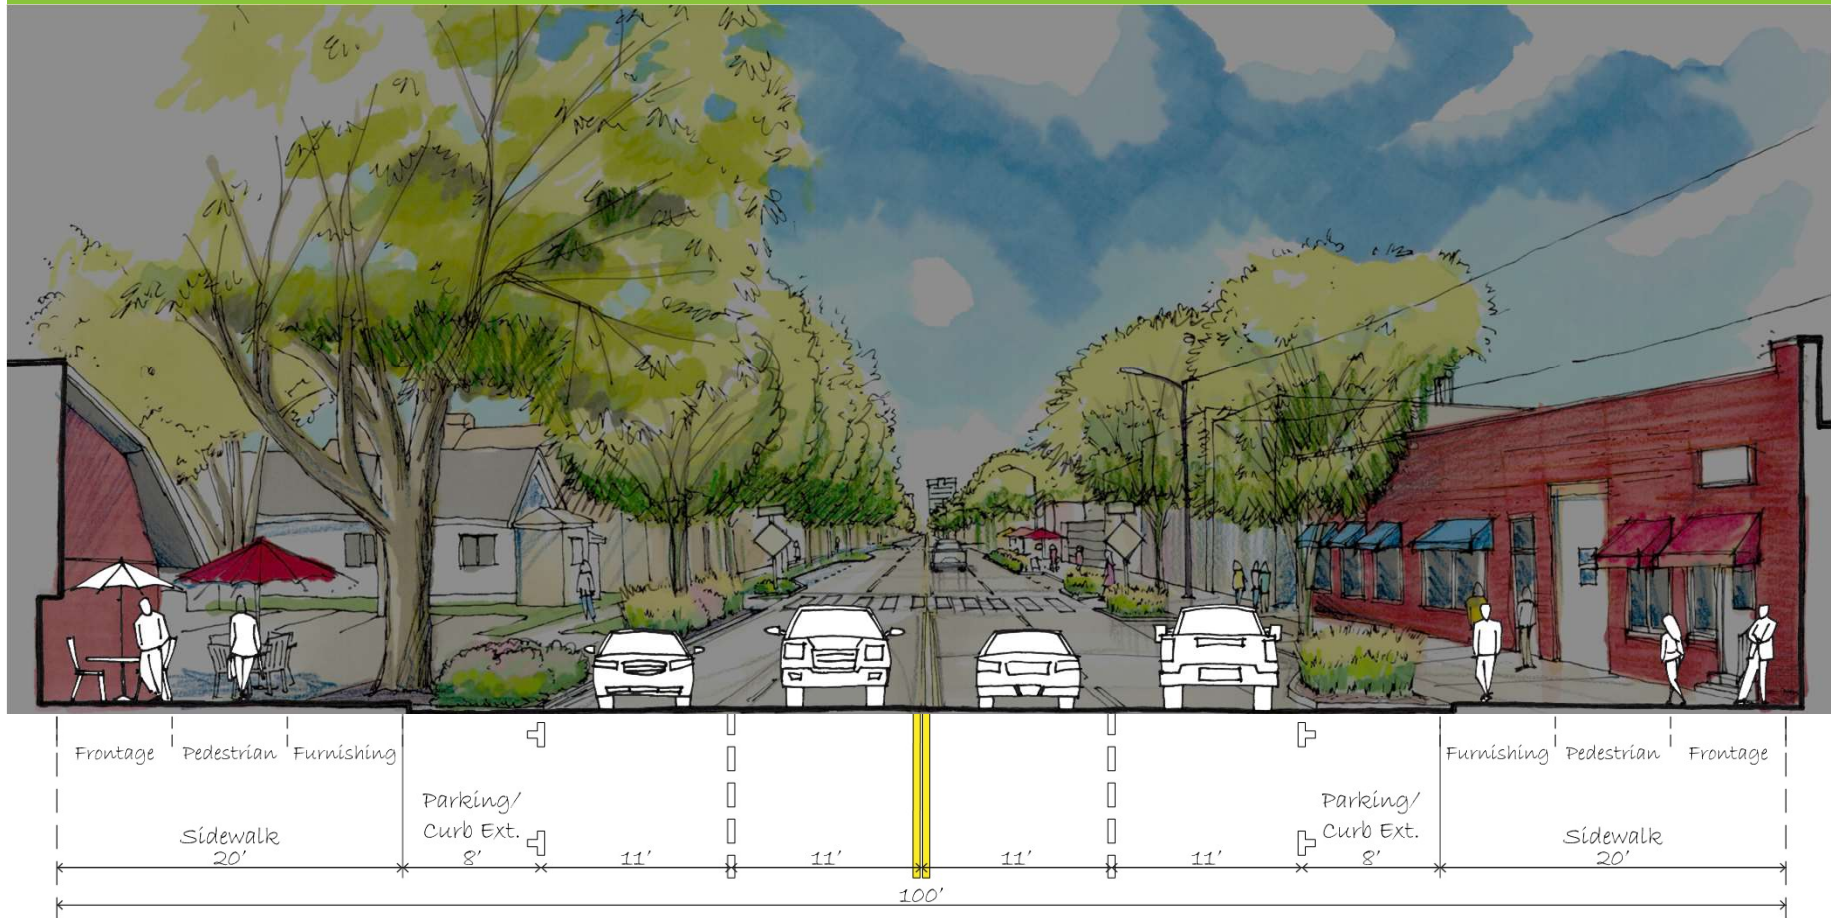 Frontage Pedestrian Furnishing Furnishing Pedestrian Frontage
Parking/ Parking/
Curb Ext. Curb Ext.
Sidewalk Sidewalk
20' 8' 11' 11' 11' 11' 8' 20'
100'